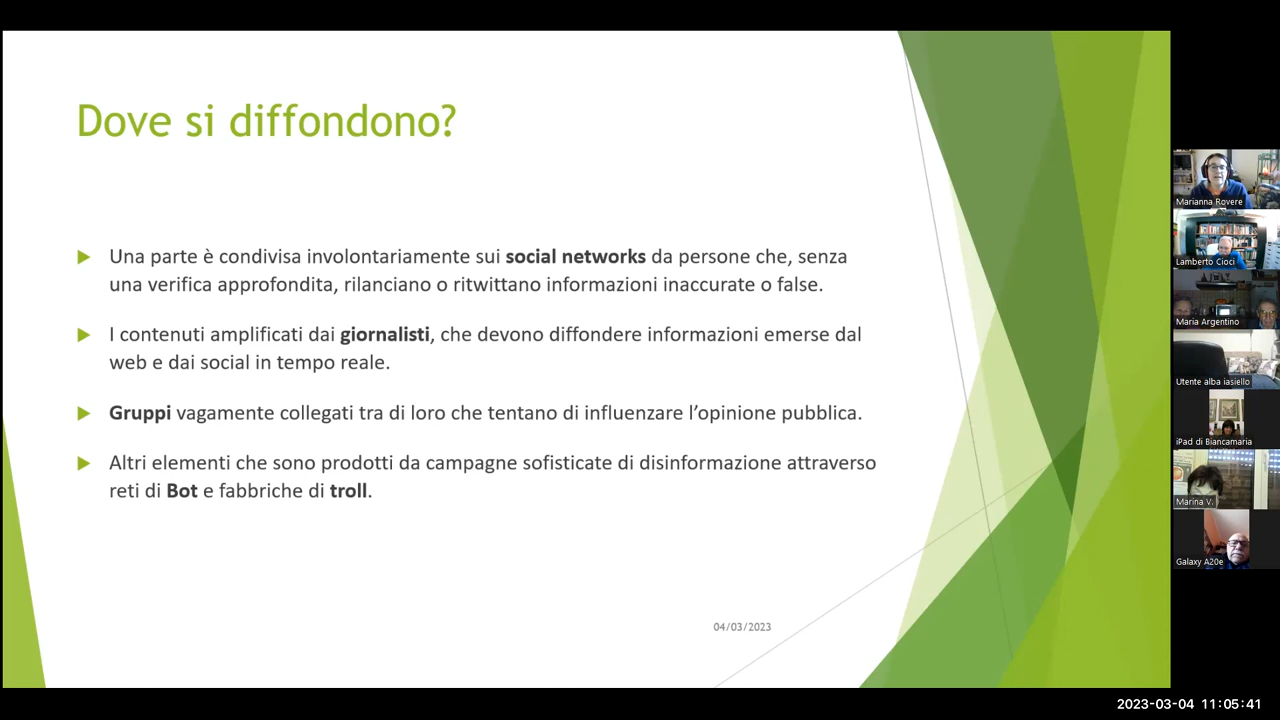 Dove si diffondono?
Una parte è condivisa involontariamente sui social networks da persone che, senza
una verifica approfondita, rilanciano o ritwittano informazioni inaccurate o false.
I contenuti amplificati dai giornalisti, che devono diffondere informazioni emerse dal
web e dai social in tempo reale.
Gruppi vagamente collegati tra di loro che tentano di influenzare l’opinione pubblica.
Altri elementi che sono prodotti da campagne sofisticate di disinformazione attraverso
reti di Bot e fabbriche di troll.
04/03/2023
Marianna Rovere
Lamberto Cioci
Maria Argentino
Utente alba iasiello
iPad di Biancamaria
Marina V.
Galaxy A20e
2023-03-04 11:05:41